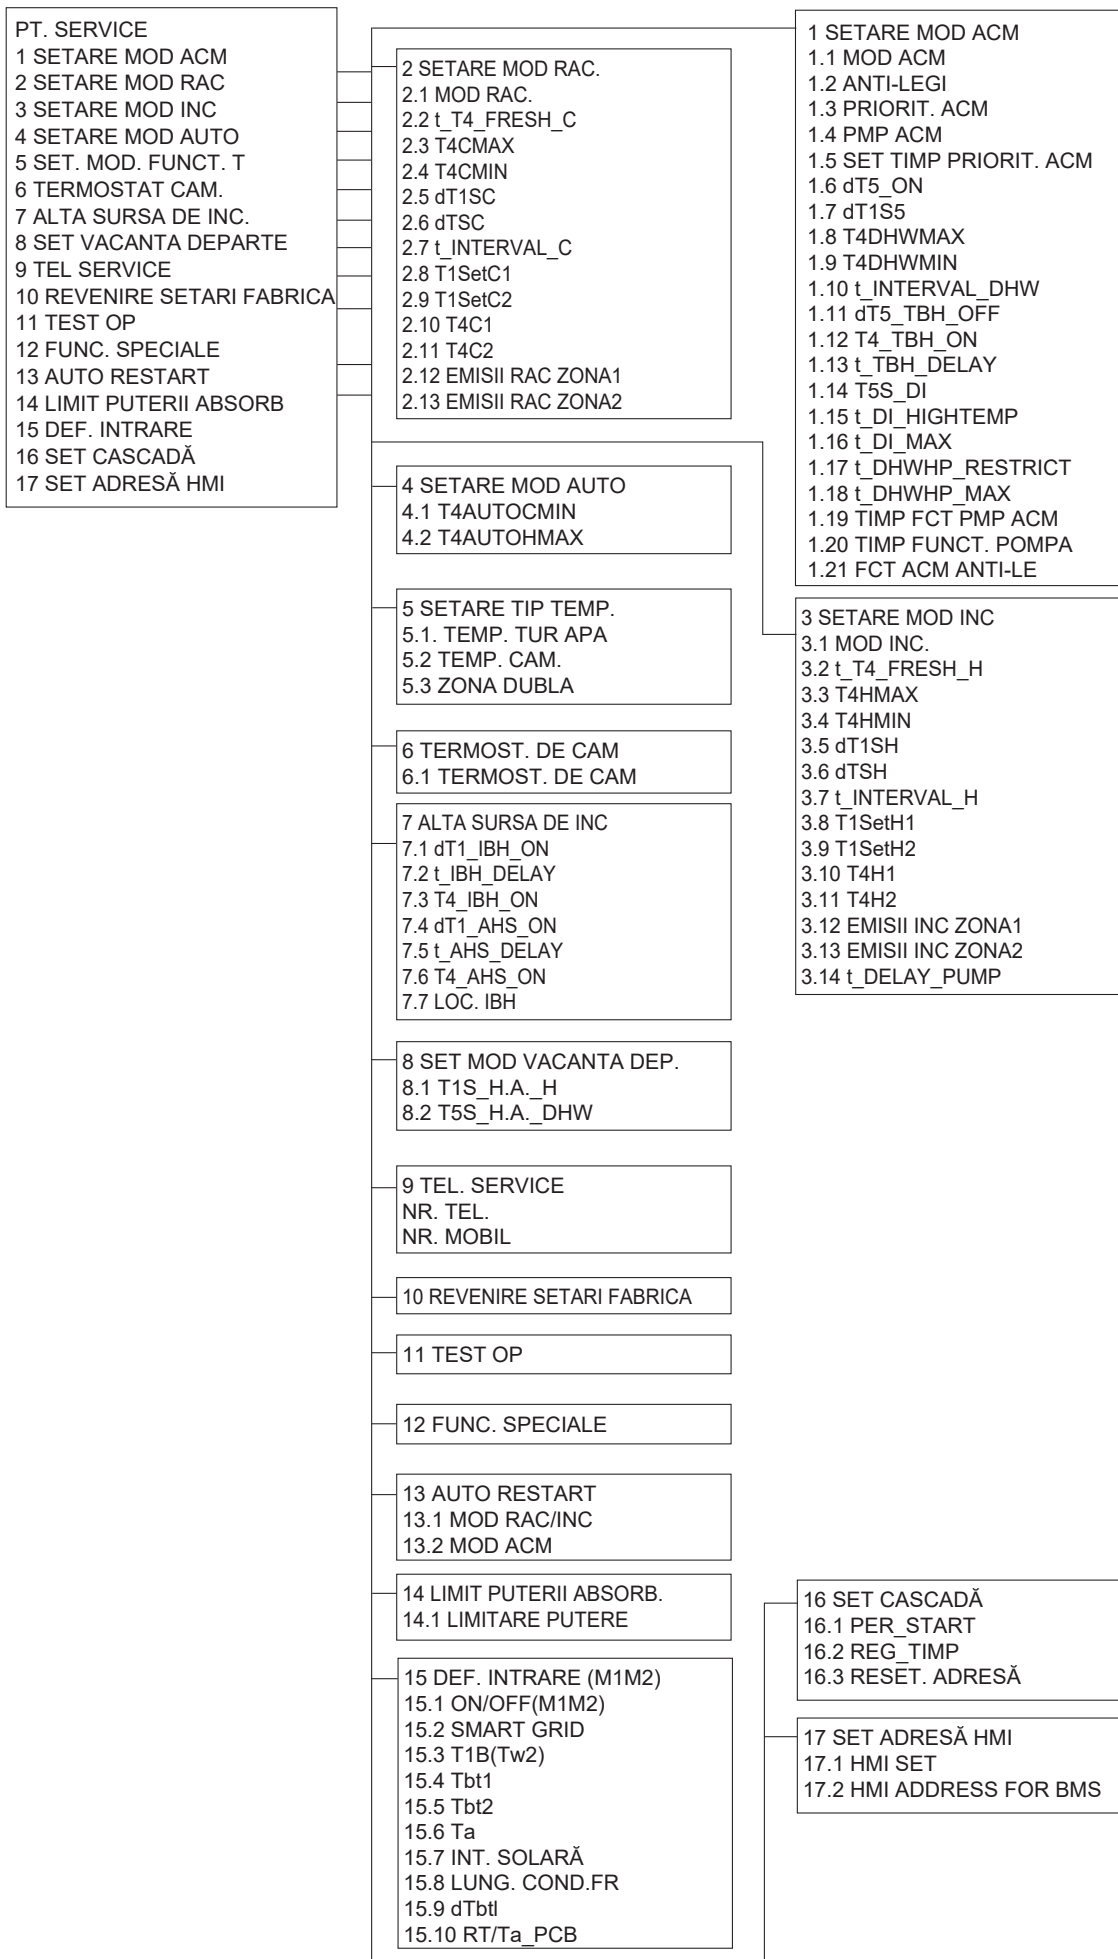 PT. SERVICE
1 SETARE MOD ACM
2 SETARE MOD RAC
3 SETARE MOD INC
4 SETARE MOD AUTO
5 SET. MOD. FUNCT. T
6 TERMOSTAT CAM.
7 ALTA SURSA DE INC.
8 SET VACANTA DEPARTE
9 TEL SERVICE
10 REVENIRE SETARI FABRICA
11 TEST OP
12 FUNC. SPECIALE
13 AUTO RESTART
14 LIMIT PUTERII ABSORB
15 DEF. INTRARE
16 SET CASCADĂ
17 SET ADRESĂ HMI
1 SETARE MOD ACM
1.1 MOD ACM
1.2 ANTI-LEGI
1.3 PRIORIT. ACM
1.4 PMP ACM
1.5 SET TIMP PRIORIT. ACM
1.6 dT5_ON
1.7 dT1S5
1.8 T4DHWMAX
1.9 T4DHWMIN
1.10 t_INTERVAL_DHW
1.11 dT5_TBH_OFF
1.12 T4_TBH_ON
1.13 t_TBH_DELAY
1.14 T5S_DI
1.15 t_DI_HIGHTEMP
1.16 t_DI_MAX
1.17 t_DHWHP_RESTRICT
1.18 t_DHWHP_MAX
1.19 TIMP FCT PMP ACM
1.20 TIMP FUNCT. POMPA
1.21 FCT ACM ANTI-LE
2 SETARE MOD RAC.
2.1 MOD RAC.
2.2 t_T4_FRESH_C
2.3 T4CMAX
2.4 T4CMIN
2.5 dT1SC
2.6 dTSC
2.7 t_INTERVAL_C
2.8 T1SetC1
2.9 T1SetC2
2.10 T4C1
2.11 T4C2
2.12 EMISII RAC ZONA1
2.13 EMISII RAC ZONA2
3 SETARE MOD INC
3.1 MOD INC.
3.2 t_T4_FRESH_H
3.3 T4HMAX
3.4 T4HMIN
3.5 dT1SH
3.6 dTSH
3.7 t_INTERVAL_H
3.8 T1SetH1
3.9 T1SetH2
3.10 T4H1
3.11 T4H2
3.12 EMISII INC ZONA1
3.13 EMISII INC ZONA2
3.14 t_DELAY_PUMP
4 SETARE MOD AUTO
4.1 T4AUTOCMIN
4.2 T4AUTOHMAX
5 SETARE TIP TEMP.
5.1. TEMP. TUR APA
5.2 TEMP. CAM.
5.3 ZONA DUBLA
6 TERMOST. DE CAM
6.1 TERMOST. DE CAM
7 ALTA SURSA DE INC
7.1 dT1_IBH_ON
7.2 t_IBH_DELAY
7.3 T4_IBH_ON
7.4 dT1_AHS_ON
7.5 t_AHS_DELAY
7.6 T4_AHS_ON
7.7 LOC. IBH
8 SET MOD VACANTA DEP.
8.1 T1S_H.A._H
8.2 T5S_H.A._DHW
9 TEL. SERVICE
NR. TEL.
NR. MOBIL
10 REVENIRE SETARI FABRICA
11 TEST OP
12 FUNC. SPECIALE
13 AUTO RESTART
13.1 MOD RAC/INC
13.2 MOD ACM
14 LIMIT PUTERII ABSORB.
14.1 LIMITARE PUTERE
15 DEF. INTRARE (M1M2)
15.1 ON/OFF(M1M2)
15.2 SMART GRID
15.3 T1B(Tw2)
15.4 Tbt1
15.5 Tbt2
15.6 Ta
15.7 INT. SOLARĂ
15.8 LUNG. COND.FR
15.9 dTbtl
15.10 RT/Ta_PCB
16 SET CASCADĂ
16.1 PER_START
16.2 REG_TIMP
16.3 RESET. ADRESĂ
17 SET ADRESĂ HMI
17.1 HMI SET
17.2 HMI ADDRESS FOR BMS